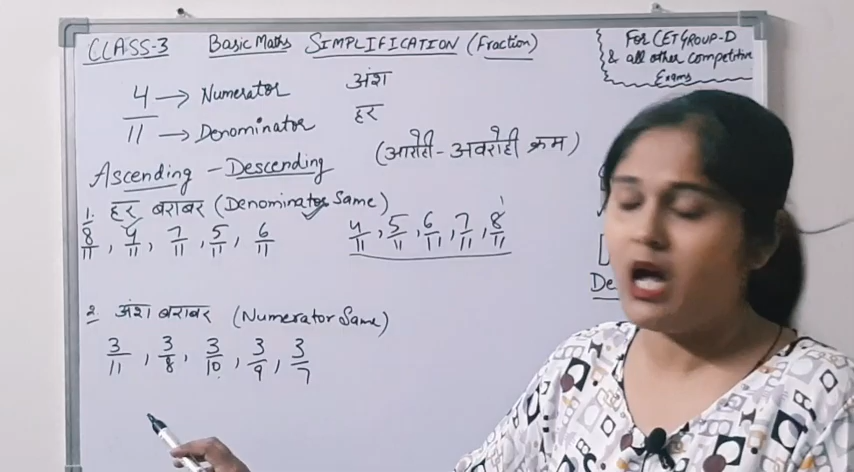 CLASS-3 Basic Maths SIMPLIFICATION (Fraction)
For CET GROUP-D
& all other competitive
Exams
4/11 → Numerator अंश
→ Denominator हर
(आरोही - अवरोही क्रम)
Ascending - Descending
1. हर बराबर (Denominator Same)
8/11, 4/11, 7/11, 5/11, 6/11
4/11, 5/11, 6/11, 7/11, 8/11
De
2. अंश बराबर (Numerator Same)
3/11, 3/8, 3/10, 3/9, 3/7